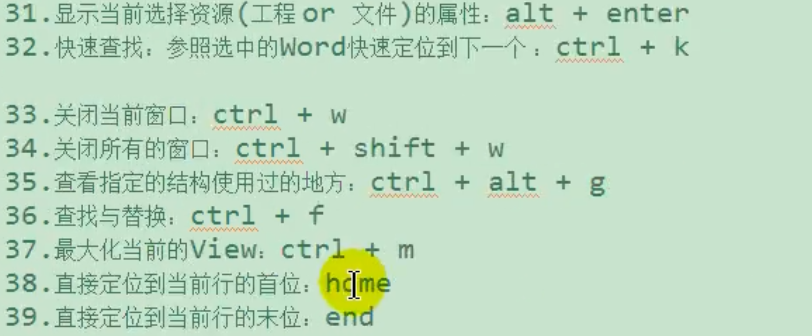 31.显示当前选择资源(工程or 文件)的属性：alt + enter
32.快速查找：参照选中的Word快速定位到下一个：ctrl + k
33.关闭当前窗口：ctrl + w
34.关闭所有的窗口：ctrl + shift + w
35.查看指定的结构使用过的地方：ctrl + alt + g
36.查找与替换：ctrl + f
37.最大化当前的View：ctrl + m
38.直接定位到当前行的首位：home
39.直接定位到当前行的末位：end